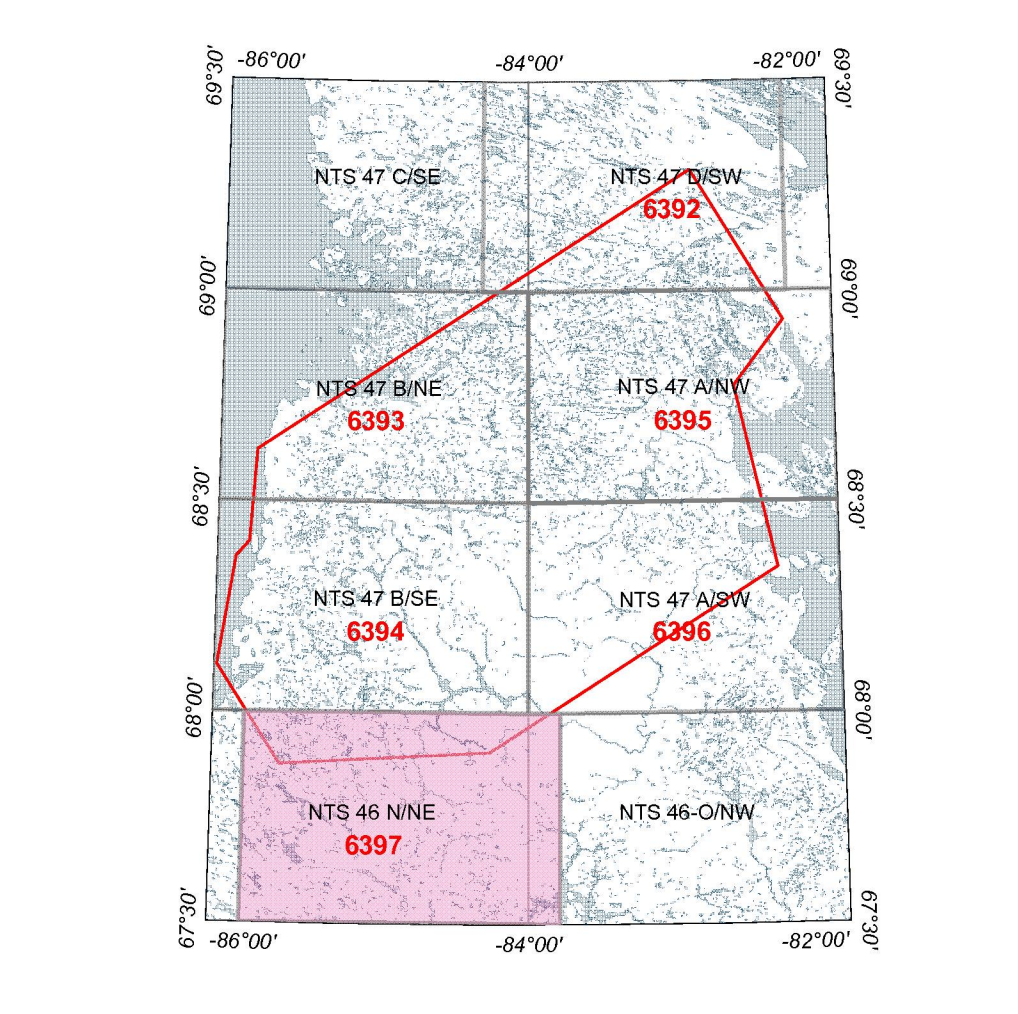 -86°00'
-84°00'
-82°00'
69°30'
69°30'
NTS 47 C/SE
NTS 47 D/SW
6392
69°00'
69°00'
NTS 47 B/NE
6393
NTS 47 A/NW
6395
68°30'
68°30'
NTS 47 B/SE
6394
NTS 47 A/SW
6396
68°00'
68°00'
NTS 46 N/NE
6397
NTS 46-O/NW
67°30'
67°30'
-86°00'
-84°00'
-82°00'